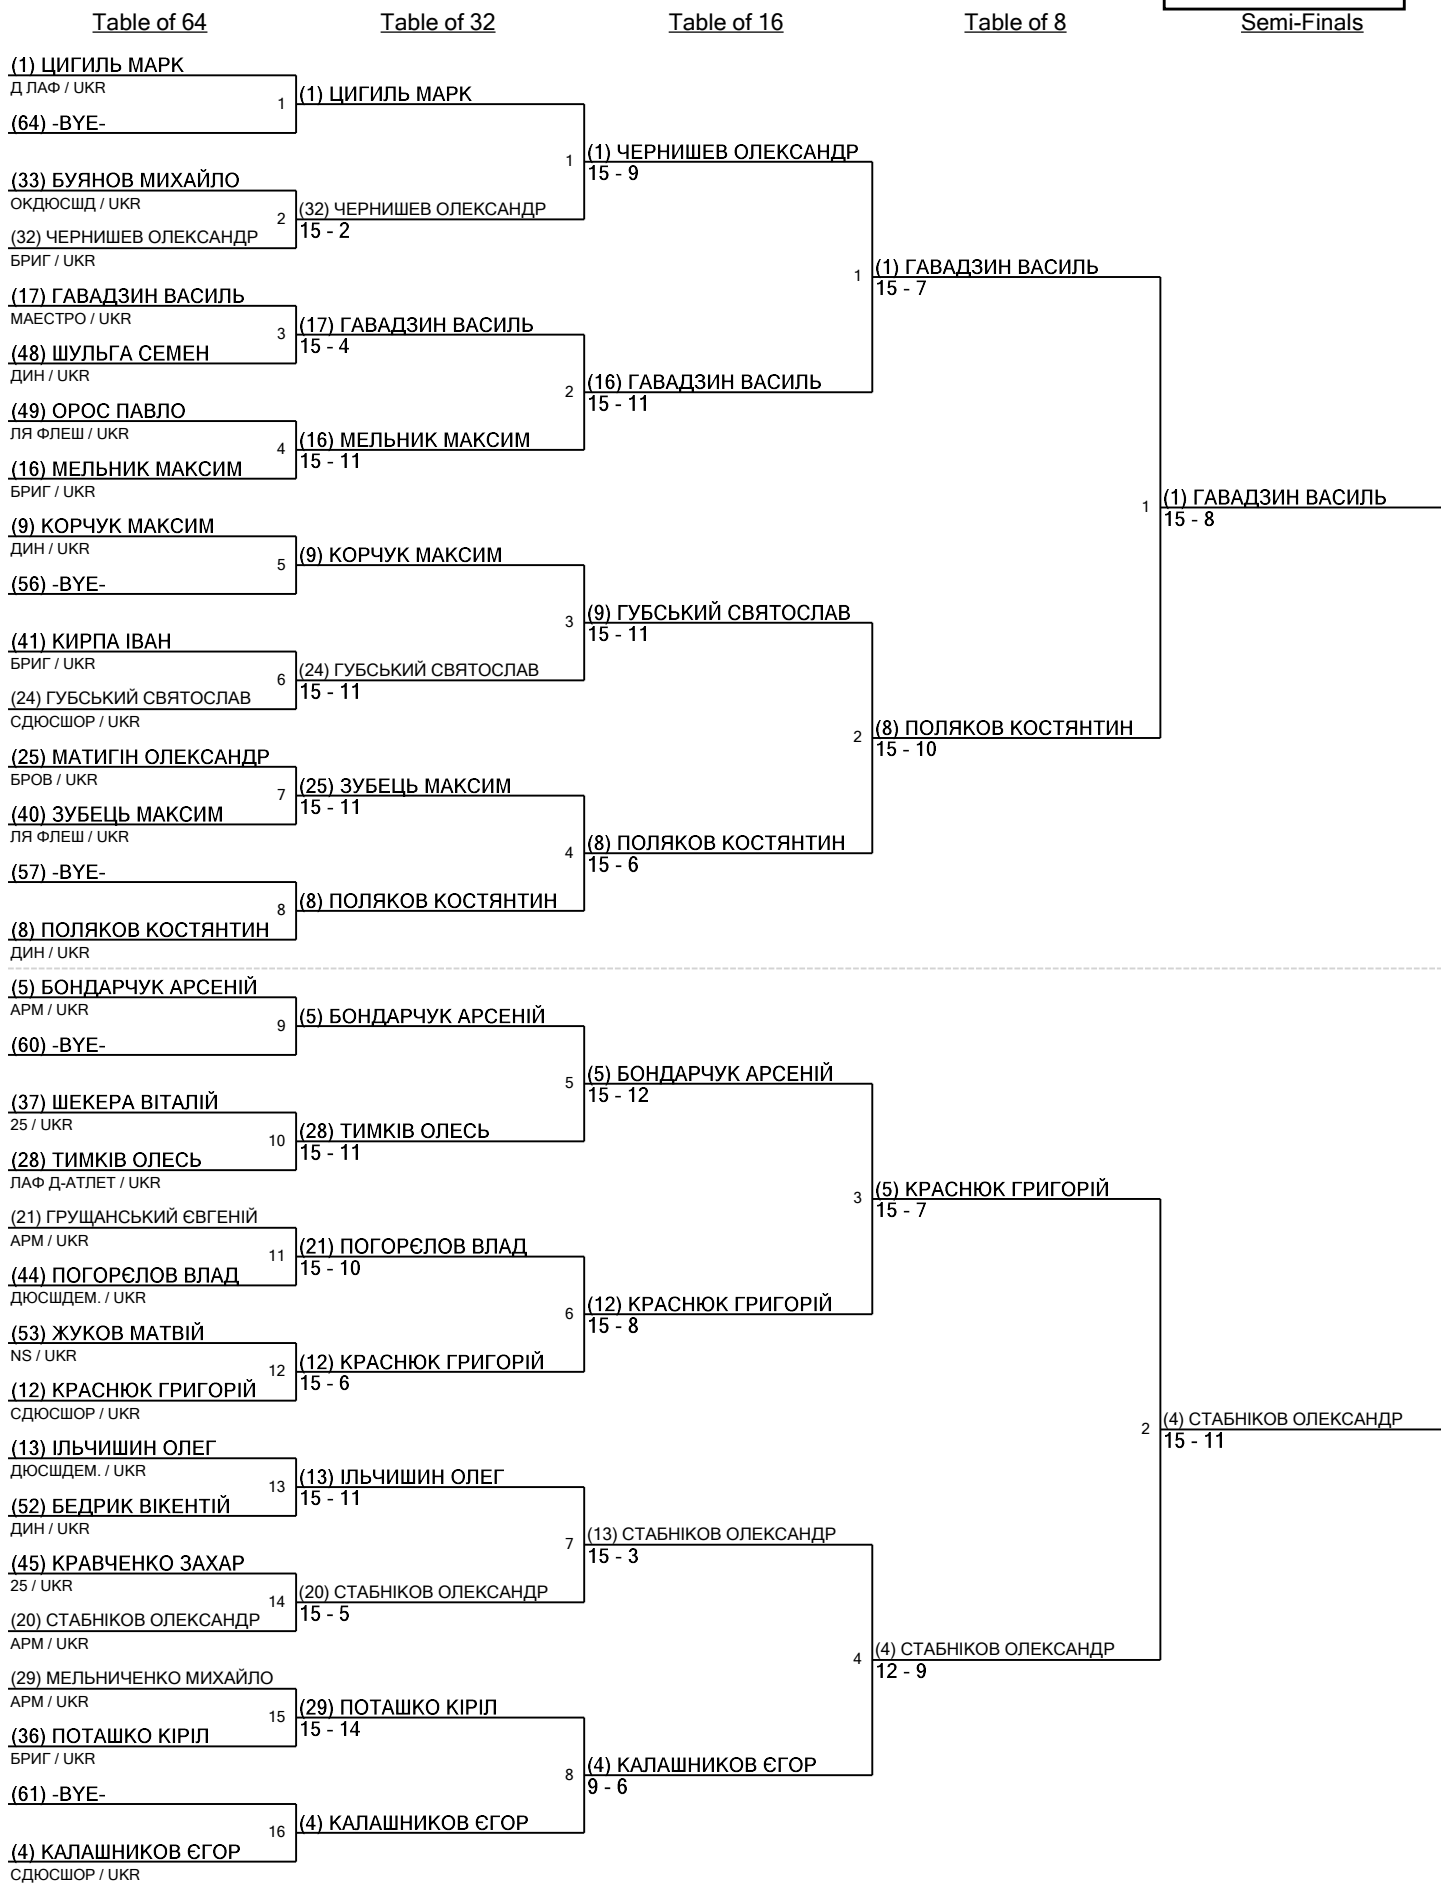 Table of 64
Table of 32
Table of 16
Table of 8
Semi-Finals
(1) ЦИГИЛЬ МАРК
Д ЛАФ / UKR
(64) -BYE-
(33) БУЯНОВ МИХАЙЛО
ОКДЮСШД / UKR
(32) ЧЕРНИШЕВ ОЛЕКСАНДР
БРИГ / UKR
(17) ГАВАДЗИН ВАСИЛЬ
МАЕСТРО / UKR
(48) ШУЛЬГА СЕМЕН
ДИН / UKR
(49) ОРОС ПАВЛО
ЛЯ ФЛЕШ / UKR
(16) МЕЛЬНИК МАКСИМ
БРИГ / UKR
(9) КОРЧУК МАКСИМ
ДИН / UKR
(56) -BYE-
(41) КИРПА ІВАН
БРИГ / UKR
(24) ГУБСЬКИЙ СВЯТОСЛАВ
СДЮСШОР / UKR
(25) МАТИГІН ОЛЕКСАНДР
БРОВ / UKR
(40) ЗУБЕЦЬ МАКСИМ
ЛЯ ФЛЕШ / UKR
(57) -BYE-
(8) ПОЛЯКОВ КОСТЯНТИН
ДИН / UKR
(5) БОНДАРЧУК АРСЕНІЙ
АРМ / UKR
(60) -BYE-
(37) ШЕКЕРА ВІТАЛІЙ
25 / UKR
(28) ТИМКІВ ОЛЕСЬ
ЛАФ Д-АТЛЕТ / UKR
(21) ГРУЩАНСЬКИЙ ЄВГЕНІЙ
АРМ / UKR
(44) ПОГОРЄЛОВ ВЛАД
ДЮСШДЕМ. / UKR
(53) ЖУКОВ МАТВІЙ
NS / UKR
(12) КРАСНЮК ГРИГОРІЙ
СДЮСШОР / UKR
(13) ІЛЬЧИШИН ОЛЕГ
ДЮСШДЕМ. / UKR
(52) БЕДРИК ВІКЕНТІЙ
ДИН / UKR
(45) КРАВЧЕНКО ЗАХАР
25 / UKR
(20) СТАБНІКОВ ОЛЕКСАНДР
АРМ / UKR
(29) МЕЛЬНИЧЕНКО МИХАЙЛО
АРМ / UKR
(36) ПОТАШКО КІРІЛ
БРИГ / UKR
(61) -BYE-
(4) КАЛАШНИКОВ ЄГОР
СДЮСШОР / UKR
1
(1) ЦИГИЛЬ МАРК
2
(32) ЧЕРНИШЕВ ОЛЕКСАНДР
15 - 2
3
(17) ГАВАДЗИН ВАСИЛЬ
15 - 4
4
(16) МЕЛЬНИК МАКСИМ
15 - 11
5
(9) КОРЧУК МАКСИМ
6
(24) ГУБСЬКИЙ СВЯТОСЛАВ
15 - 11
7
(25) ЗУБЕЦЬ МАКСИМ
15 - 11
8
(8) ПОЛЯКОВ КОСТЯНТИН
9
(5) БОНДАРЧУК АРСЕНІЙ
10
(28) ТИМКІВ ОЛЕСЬ
15 - 11
11
(21) ПОГОРЄЛОВ ВЛАД
15 - 10
12
(12) КРАСНЮК ГРИГОРІЙ
15 - 6
13
(13) ІЛЬЧИШИН ОЛЕГ
15 - 11
14
(20) СТАБНІКОВ ОЛЕКСАНДР
15 - 5
15
(29) ПОТАШКО КІРІЛ
15 - 14
16
(4) КАЛАШНИКОВ ЄГОР
1
(1) ЧЕРНИШЕВ ОЛЕКСАНДР
15 - 9
2
(16) ГАВАДЗИН ВАСИЛЬ
15 - 11
3
(9) ГУБСЬКИЙ СВЯТОСЛАВ
15 - 11
4
(8) ПОЛЯКОВ КОСТЯНТИН
15 - 6
5
(5) БОНДАРЧУК АРСЕНІЙ
15 - 12
6
(12) КРАСНЮК ГРИГОРІЙ
15 - 8
7
(13) СТАБНІКОВ ОЛЕКСАНДР
15 - 3
8
(4) КАЛАШНИКОВ ЄГОР
9 - 6
1
(1) ГАВАДЗИН ВАСИЛЬ
15 - 7
2
(8) ПОЛЯКОВ КОСТЯНТИН
15 - 10
3
(5) КРАСНЮК ГРИГОРІЙ
15 - 7
4
(4) СТАБНІКОВ ОЛЕКСАНДР
12 - 9
1
(1) ГАВАДЗИН ВАСИЛЬ
15 - 8
2
(4) СТАБНІКОВ ОЛЕКСАНДР
15 - 11